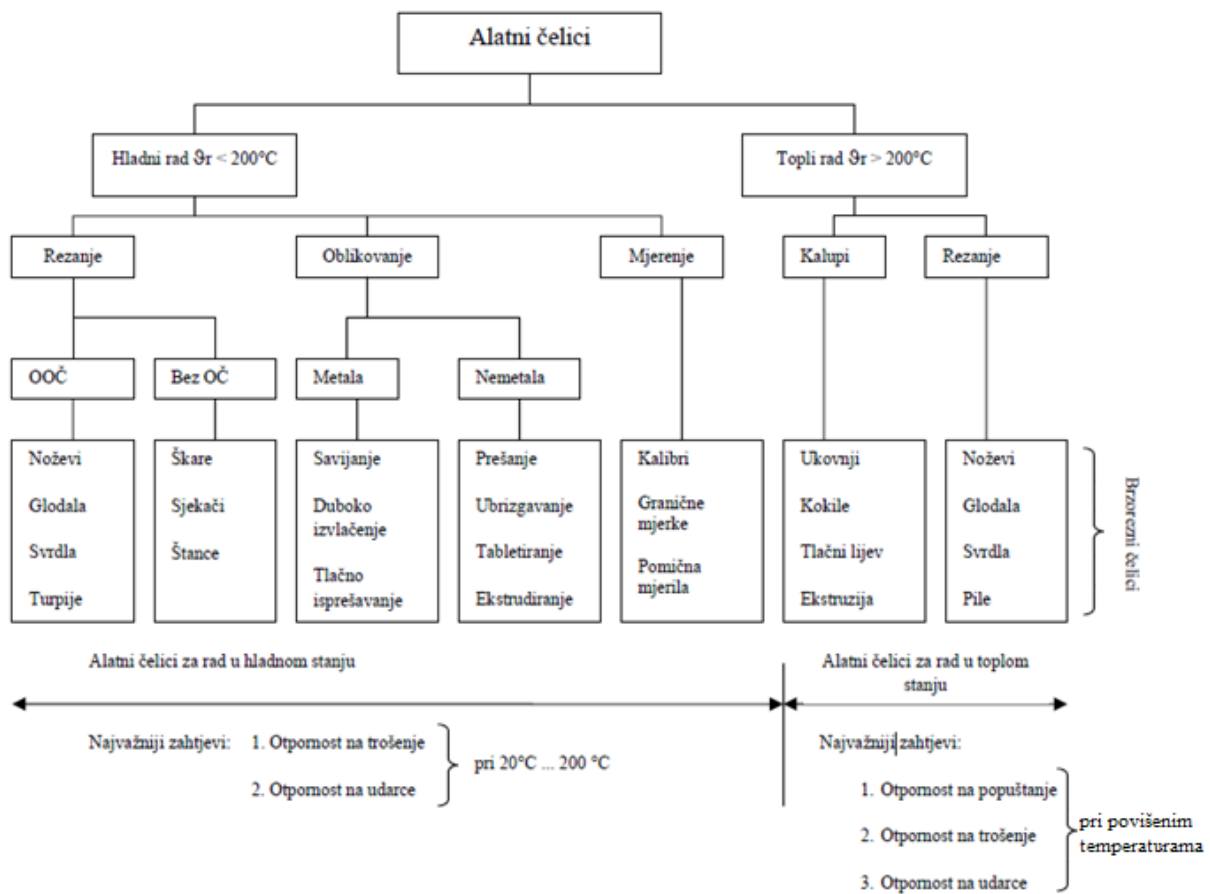 Alatni čelici
Hladni rad ϑr < 200°C
Topli rad ϑr > 200°C
Rezanje
Oblikovanje
Mjerenje
Kalupi
Rezanje
OOČ
Bez OČ
Metala
Nemetala
Noževi
Glodala
Svrdla
Turpije
Škare
Sjekači
Štance
Savijanje
Duboko
izvlačenje
Tlačno
isprešavanje
Prešanje
Ubrizgavanje
Tabletiranje
Ekstrudiranje
Kalibri
Granične
mjerke
Pomična
mjerila
Ukovnji
Kokile
Tlačni lijev
Ekstruzija
Noževi
Glodala
Svrdla
Pile
Brzorezni čelici
Alatni čelici za rad u hladnom stanju
Alatni čelici za rad u toplom
stanju
Najvažniji zahtjevi:
1. Otpornost na trošenje
2. Otpornost na udarce
pri 20°C ... 200 °C
Najvažniji zahtjevi:
1. Otpornost na popuštanje
2. Otpornost na trošenje
3. Otpornost na udarce
pri povišenim
temperaturama